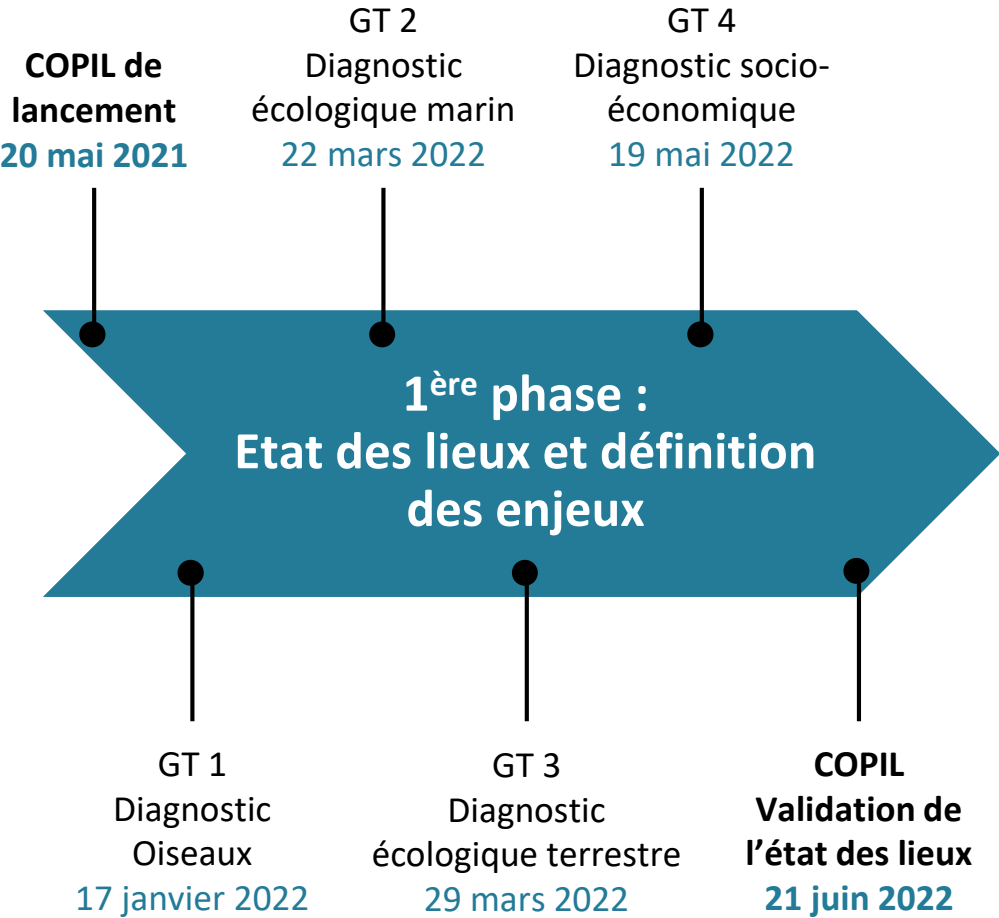 COPIL de
lancement
20 mai 2021
GT 2
Diagnostic
écologique marin
22 mars 2022
GT 4
Diagnostic socio-
économique
19 mai 2022
1ère phase :
Etat des lieux et définition
des enjeux
GT 1
Diagnostic
Oiseaux
17 janvier 2022
GT 3
Diagnostic
écologique terrestre
29 mars 2022
COPIL
Validation de
l’état des lieux
21 juin 2022